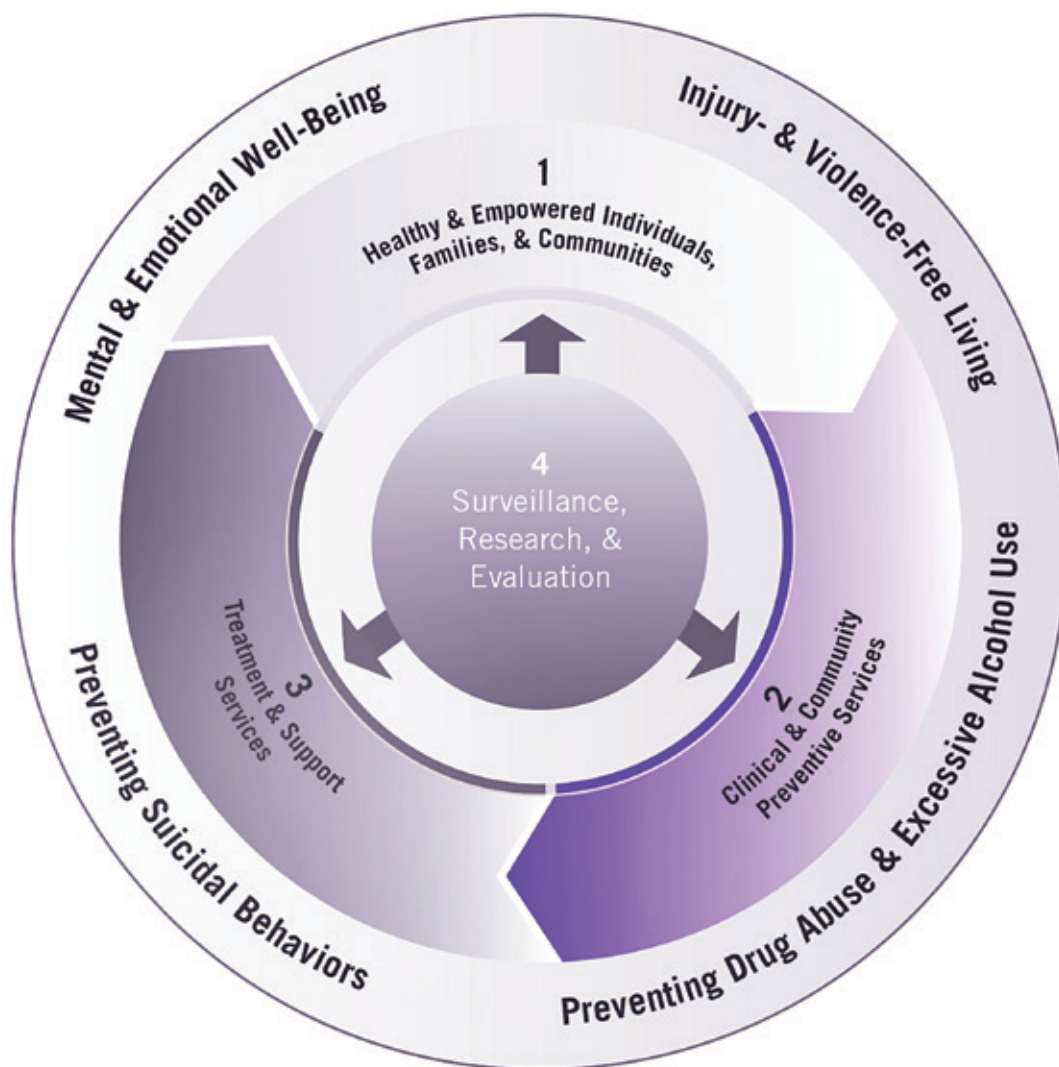 Mental & Emotional Well-Being
Injury- & Violence-Free Living
1
Healthy & Empowered Individuals,
Families, & Communities
4
Surveillance,
Research, &
Evaluation
2
Clinical & Community
Preventive Services
3
Treatment & Support
Services
Preventing Suicidal Behaviors
Preventing Drug Abuse & Excessive Alcohol Use